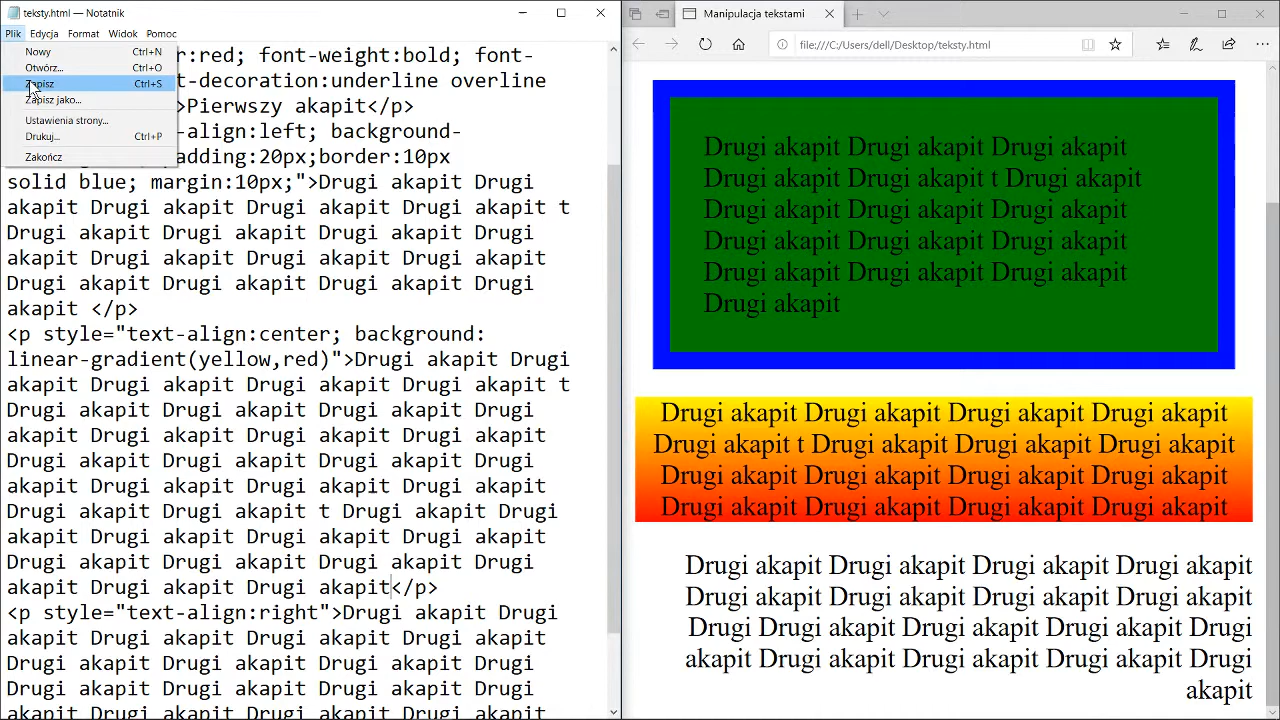 teksty.html — Notatnik
Plik Edycja Format Widok Pomoc
Nowy Ctrl+N
Otwórz... Ctrl+O
Zapisz Ctrl+S
Zapisz jako...
Ustawienia strony...
Drukuj... Ctrl+P
Zakończ
r:red; font-weight:bold; font-
t-decoration:underline overline
>Pierwszy akapit</p>
-align:left; background-
padding:20px;border:10px
solid blue; margin:10px;">Drugi akapit Drugi
akapit Drugi akapit Drugi akapit Drugi akapit t
Drugi akapit Drugi akapit Drugi akapit Drugi
akapit Drugi akapit Drugi akapit Drugi akapit
Drugi akapit Drugi akapit Drugi akapit Drugi
akapit </p>
<p style="text-align:center; background:
linear-gradient(yellow,red)">Drugi akapit Drugi
akapit Drugi akapit Drugi akapit Drugi akapit t
Drugi akapit Drugi akapit Drugi akapit Drugi
akapit Drugi akapit Drugi akapit Drugi akapit
Drugi akapit Drugi akapit Drugi akapit Drugi
akapit Drugi akapit Drugi akapit Drugi akapit
Drugi akapit Drugi akapit t Drugi akapit Drugi
akapit Drugi akapit Drugi akapit Drugi akapit
Drugi akapit Drugi akapit Drugi akapit Drugi
akapit Drugi akapit Drugi akapit</p>
<p style="text-align:right">Drugi akapit Drugi
akapit Drugi akapit Drugi akapit Drugi akapit
Drugi akapit Drugi akapit Drugi akapit Drugi
akapit Drugi akapit Drugi akapit Drugi akapit
Drugi akapit Drugi akapit Drugi akapit Drugi
Manipulacja tekstami
file:///C:/Users/dell/Desktop/teksty.html
Drugi akapit Drugi akapit Drugi akapit
Drugi akapit Drugi akapit t Drugi akapit
Drugi akapit Drugi akapit Drugi akapit
Drugi akapit Drugi akapit Drugi akapit
Drugi akapit Drugi akapit Drugi akapit
Drugi akapit
Drugi akapit Drugi akapit Drugi akapit Drugi akapit
Drugi akapit t Drugi akapit Drugi akapit Drugi akapit
Drugi akapit Drugi akapit Drugi akapit Drugi akapit
Drugi akapit Drugi akapit Drugi akapit Drugi akapit
Drugi akapit Drugi akapit Drugi akapit Drugi akapit
Drugi akapit Drugi akapit Drugi akapit Drugi akapit
Drugi Drugi akapit Drugi akapit Drugi akapit Drugi
akapit Drugi akapit Drugi akapit Drugi akapit Drugi
akapit